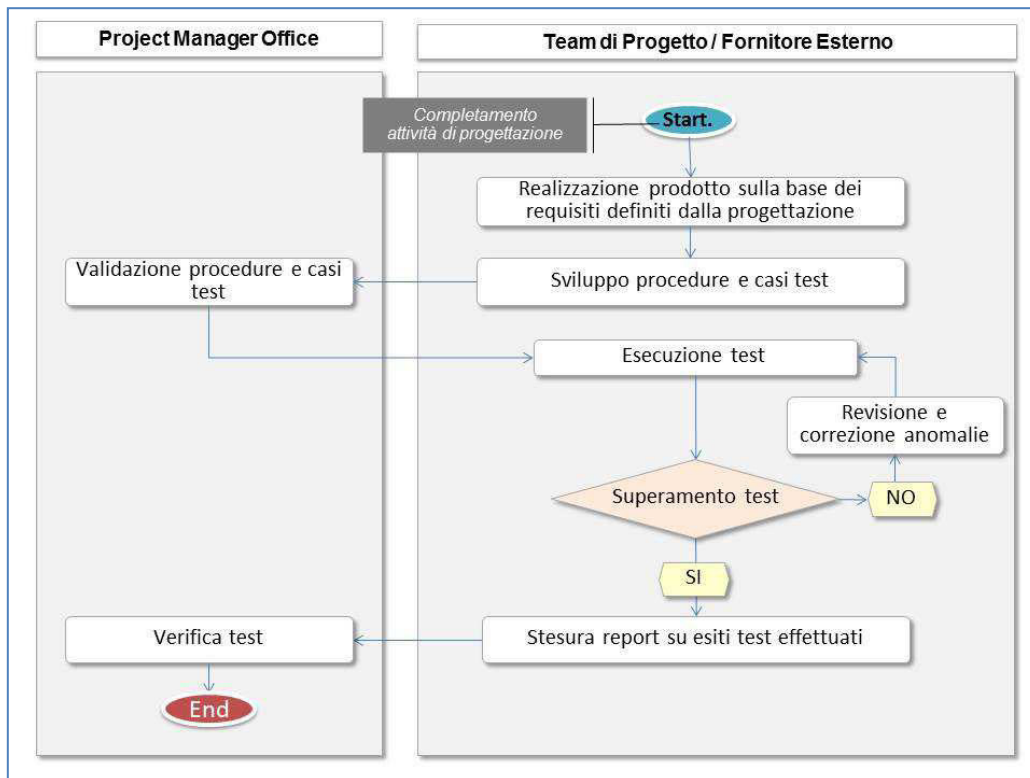 Project Manager Office
Team di Progetto / Fornitore Esterno
Completamento
attività di progettazione
Start.
Realizzazione prodotto sulla base dei
requisiti definiti dalla progettazione
Validazione procedure e casi
test
Sviluppo procedure e casi test
Esecuzione test
Revisione e
correzione anomalie
Superamento test
NO
SI
Verifica test
Stesura report su esiti test effettuati
End